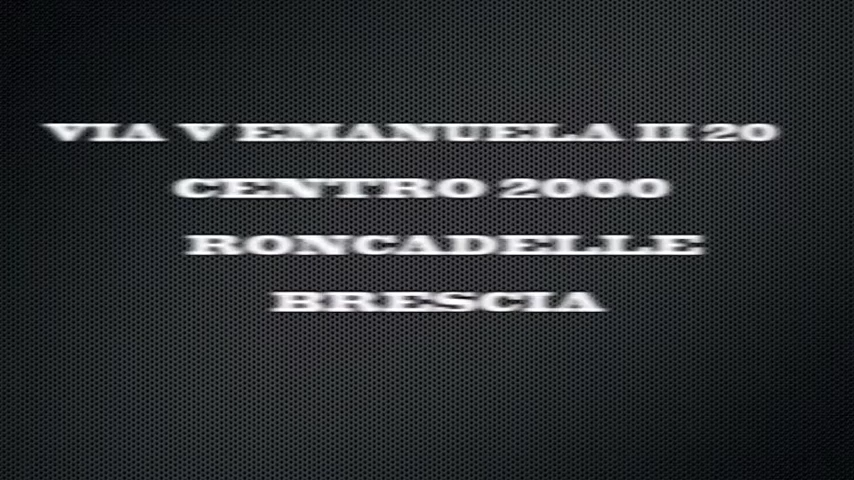 VIA V EMANUELA II 20
CENTRO 2000
RONCADELLE
BRESCIA